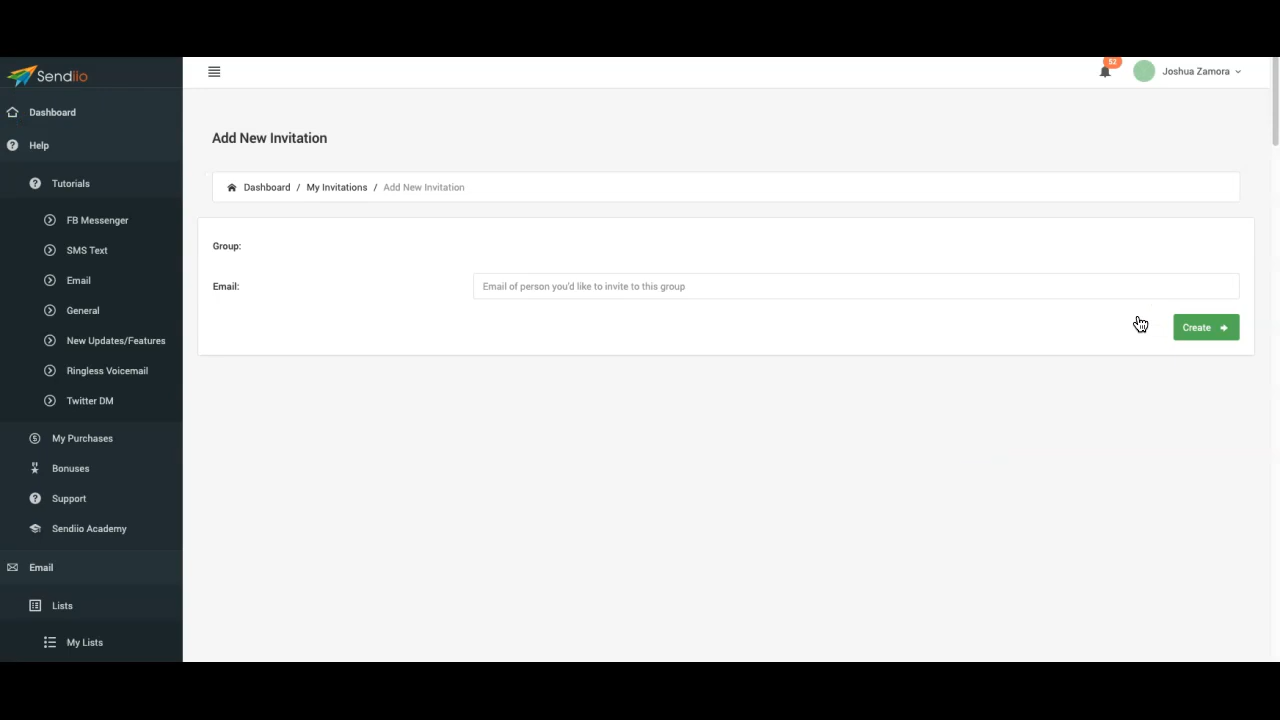 Sendiio
52
Joshua Zamora
Dashboard
Help
Tutorials
FB Messenger
SMS Text
Email
General
New Updates/Features
Ringless Voicemail
Twitter DM
My Purchases
Bonuses
Support
Sendiio Academy
Email
Lists
My Lists
Add New Invitation
Dashboard / My Invitations / Add New Invitation
Group:
Email: Email of person you'd like to invite to this group
Create